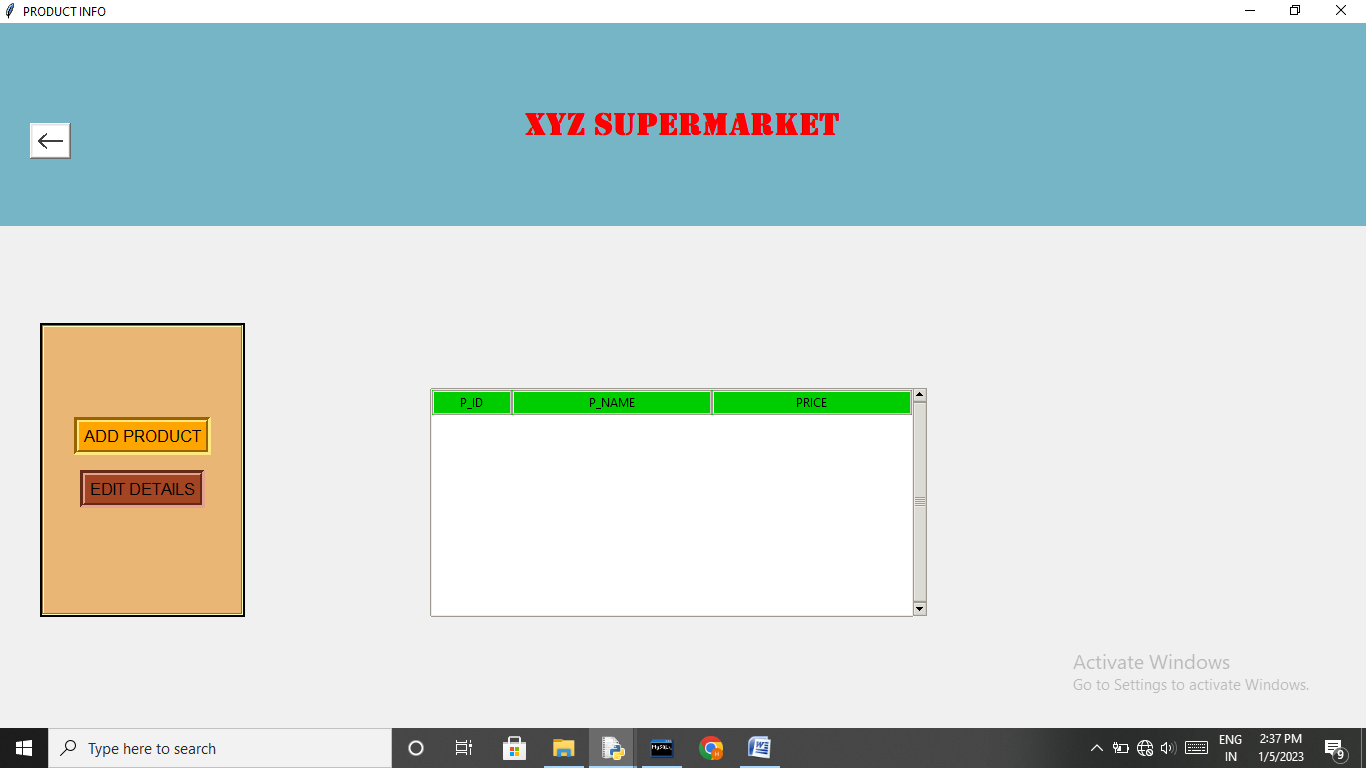 PRODUCT INFO
XYZ SUPERMARKET
ADD PRODUCT
EDIT DETAILS
P_ID P_NAME PRICE
Activate Windows
Go to Settings to activate Windows.
Type here to search
MySQL
W
ENG
IN
2:37 PM
1/5/2023
9